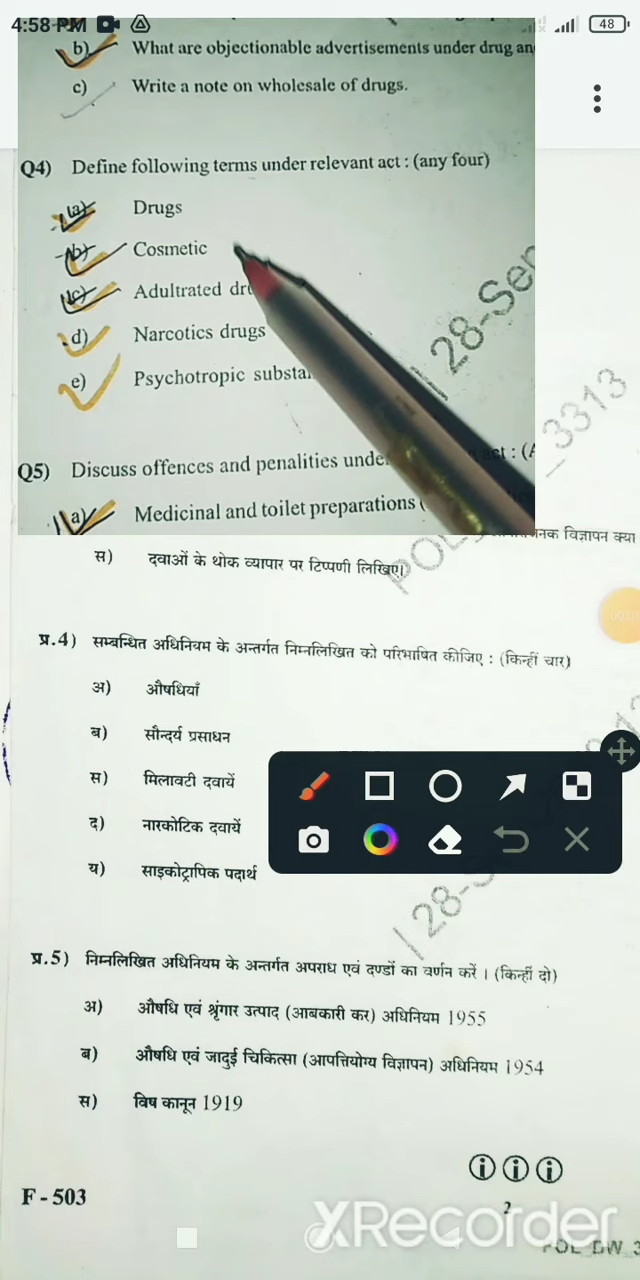 4:58 PM
48
b) What are objectionable advertisements under drug an
c) Write a note on wholesale of drugs.
Q4) Define following terms under relevant act : (any four)
a) Drugs
b) Cosmetic
c) Adultrated
d) Narcotics drugs
e) Psychotropic
Q5) Discuss offences and penalities under act : (A
a) Medicinal and toilet preparations (
विज्ञापन क्या
स) दवाओं के थोक व्यापार पर टिप्पणी लिखिए।
प्र.4) सम्बन्धित अधिनियम के अन्तर्गत निम्नलिखित को परिभाषित कीजिए : (किन्हीं चार)
अ) औषधियाँ
ब) सौन्दर्य प्रसाधन
स) मिलावटी दवायें
द) नारकोटिक दवायें
य) साइकोट्रापिक पदार्थ
प्र.5) निम्नलिखित अधिनियम के अन्तर्गत अपराध एवं दण्डों का वर्णन करें । (किन्हीं दो)
अ) औषधि एवं श्रृंगार उत्पाद (आबकारी कर) अधिनियम 1955
ब) औषधि एवं जादुई चिकित्सा (आपत्तियोग्य विज्ञापन) अधिनियम 1954
स) विष कानून 1919
F - 503
2
XRecorder
28-Sep
_3313